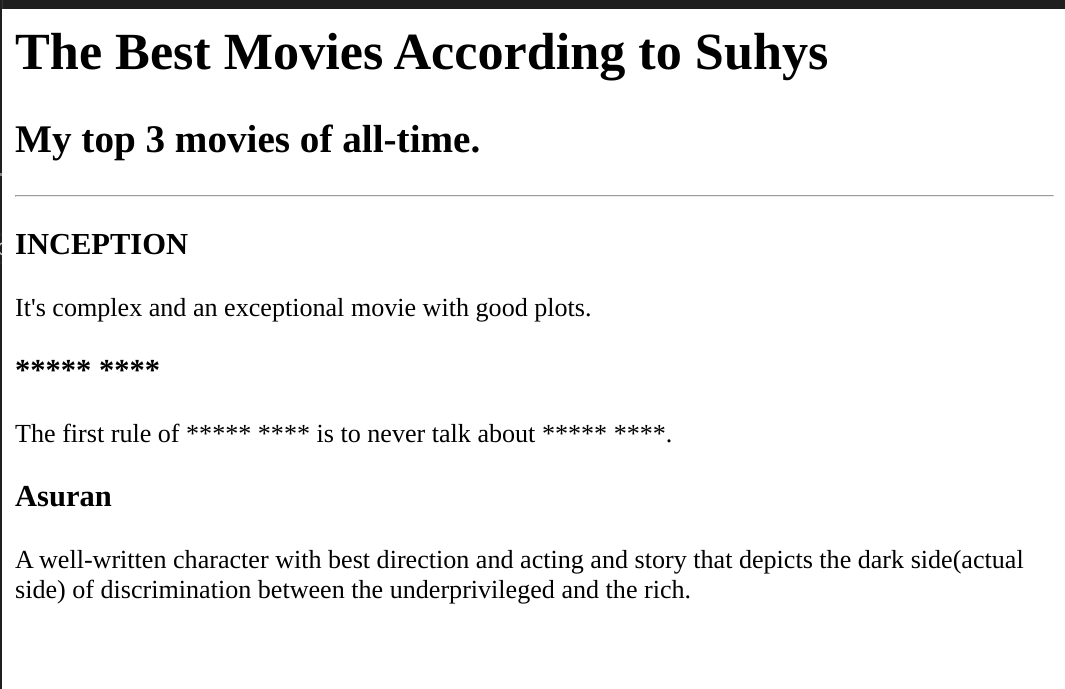 The Best Movies According to Suhys
My top 3 movies of all-time.
INCEPTION
It's complex and an exceptional movie with good plots.
***** ****
The first rule of ***** **** is to never talk about ***** ****.
Asuran
A well-written character with best direction and acting and story that depicts the dark side(actual
side) of discrimination between the underprivileged and the rich.